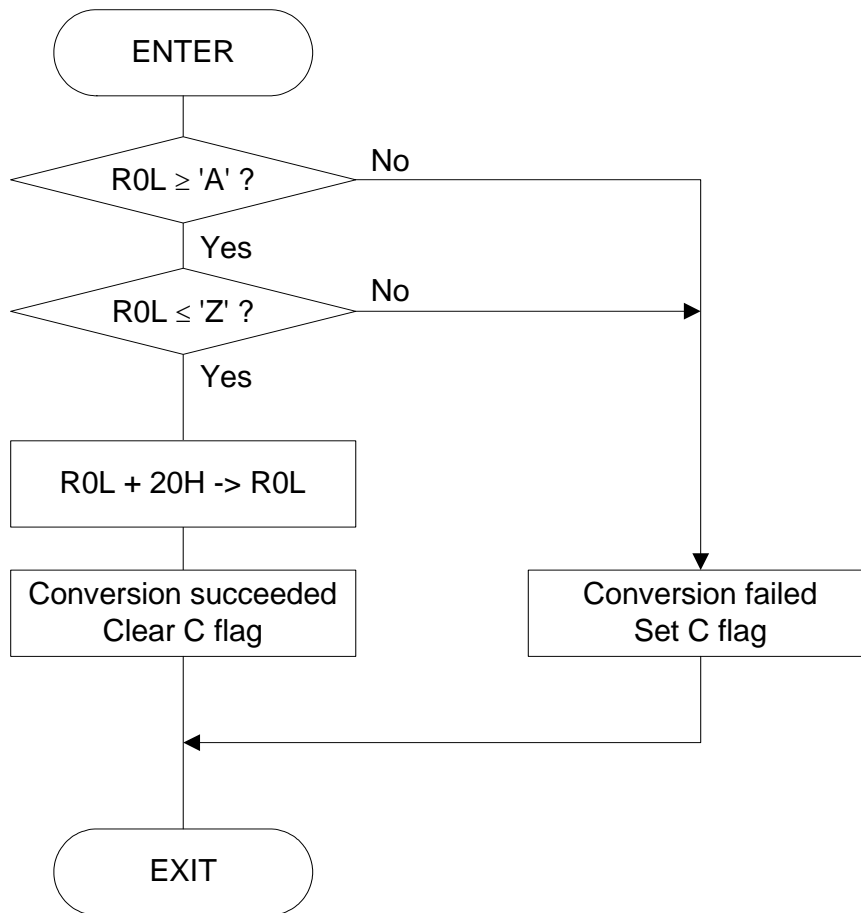 ENTER
R0L ≥ 'A' ?
No
Yes
R0L ≤ 'Z' ?
No
Yes
R0L + 20H -> R0L
Conversion succeeded
Clear C flag
Conversion failed
Set C flag
EXIT